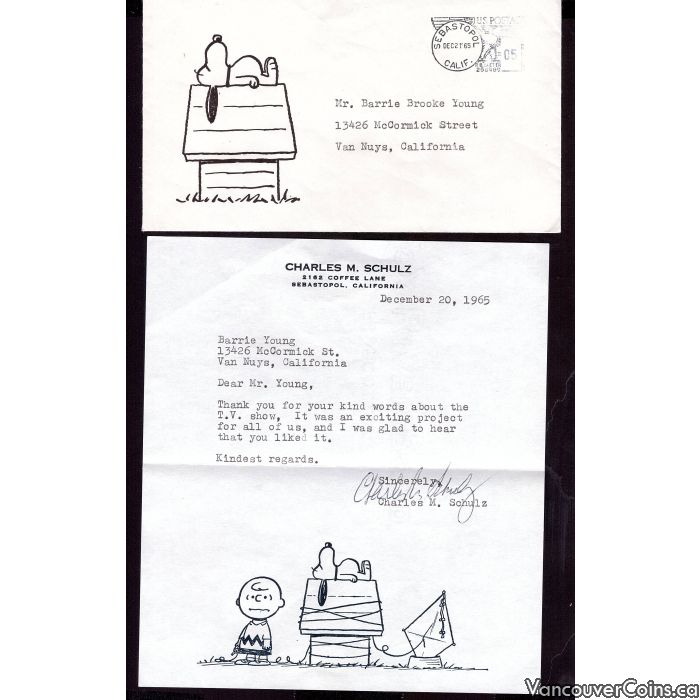 SEBASTOPOL
DEC 21 '65
CALIF.
U.S. POSTAGE
05
Mr. Barrie Brooke Young
13426 McCormick Street
Van Nuys, California
CHARLES M. SCHULZ
2162 COFFEE LANE
SEBASTOPOL, CALIFORNIA
December 20, 1965
Barrie Young
13426 McCormick St.
Van Nuys, California
Dear Mr. Young,
Thank you for your kind words about the
T.V. show, It was an exciting project
for all of us, and I was glad to hear
that you liked it.
Kindest regards.
Sincerely,
Charles M. Schulz
Charles M. Schulz
VancouverCoins.ca